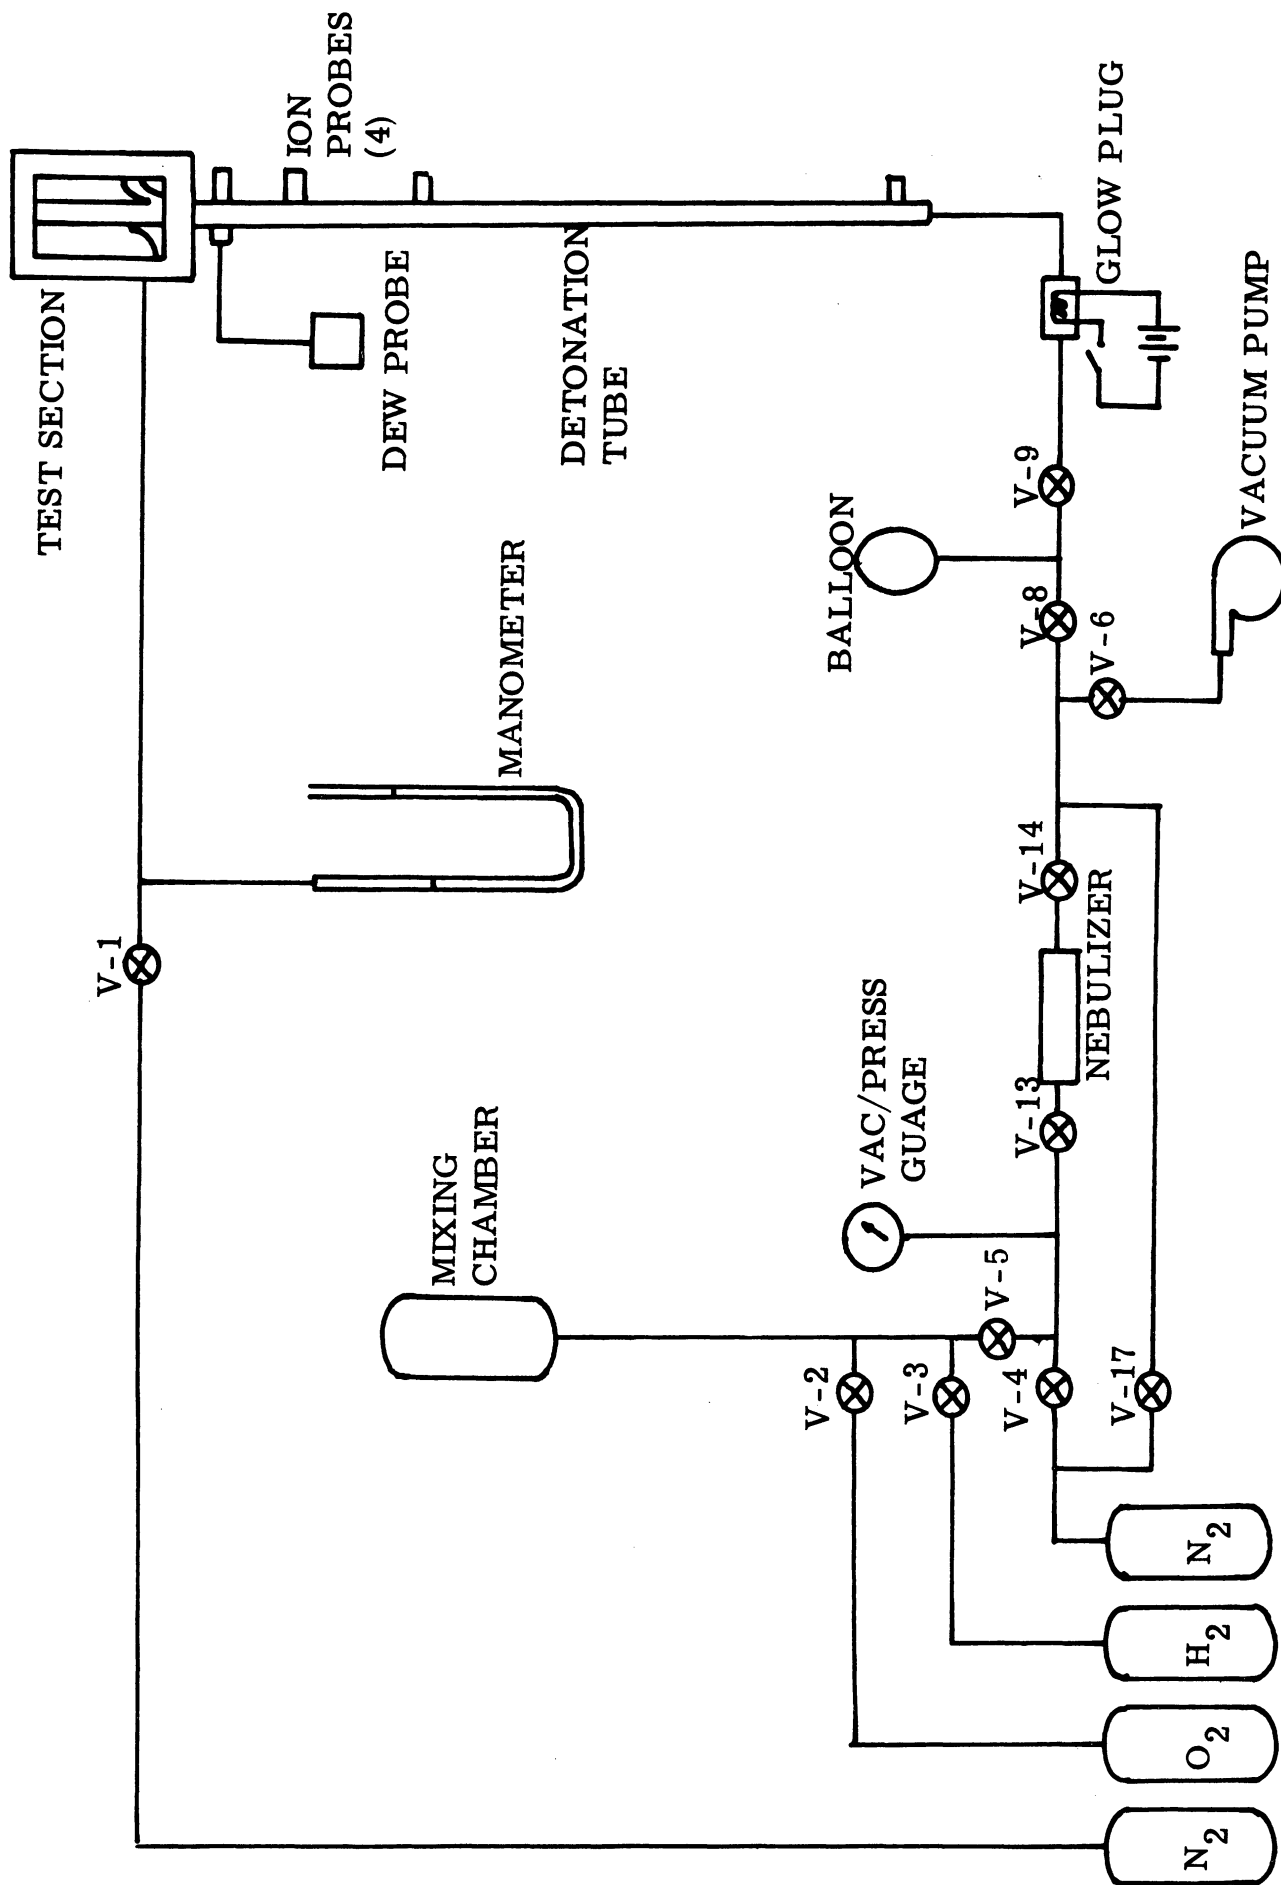 TEST SECTION
ION
PROBES
(4)
DEW PROBE
DETONATION
TUBE
GLOW PLUG
VACUUM PUMP
V-9
BALLOON
V-8
V-6
MANOMETER
V-1
V-14
NEBULIZER
V-13
VAC/PRESS
GUAGE
MIXING
CHAMBER
V-5
V-2
V-3
V-4
V-17
N2
H2
O2
N2